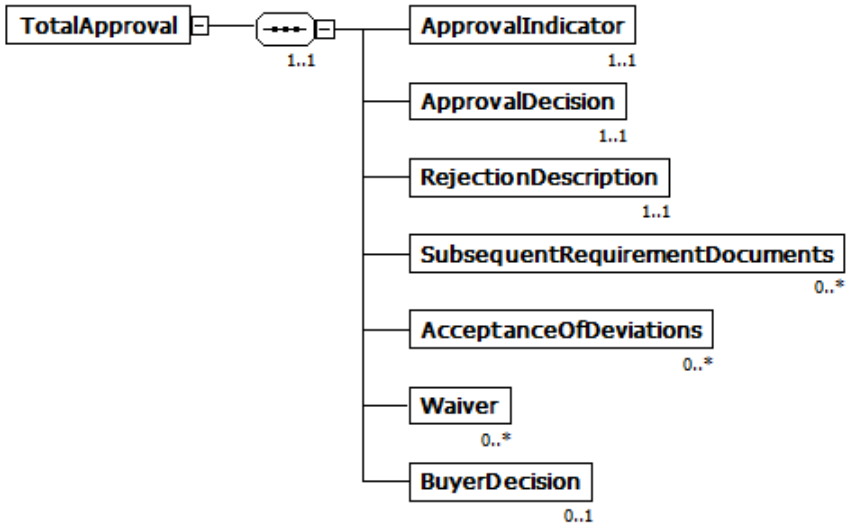 TotalApproval
1..1
ApprovalIndicator
1..1
ApprovalDecision
1..1
RejectionDescription
1..1
SubsequentRequirementDocuments
0..*
AcceptanceOfDeviations
0..*
Waiver
0..*
BuyerDecision
0..1